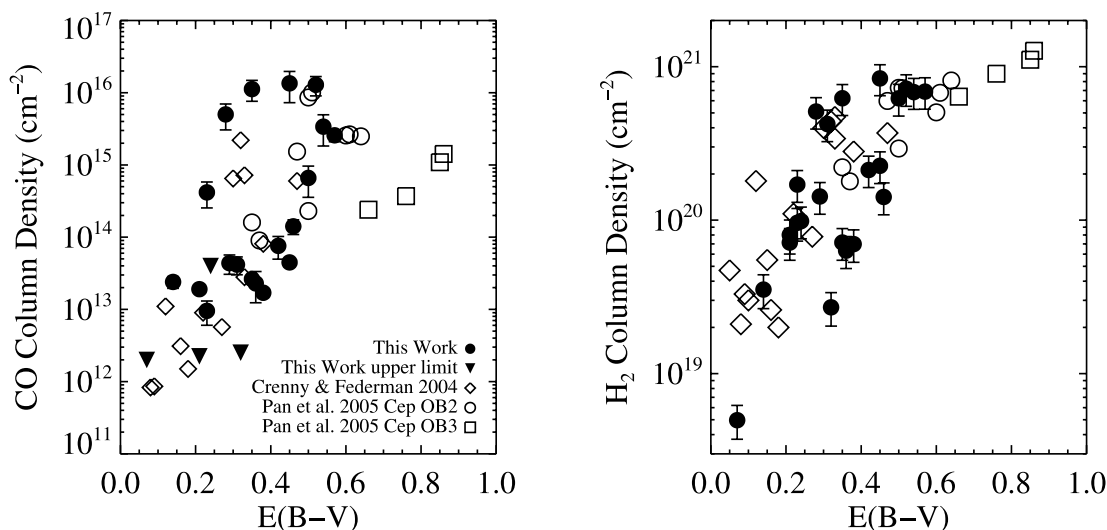 10^17
10^16
10^15
10^14
10^13
10^12
10^11
CO Column Density (cm^−2)
0.0 0.2 0.4 0.6 0.8 1.0
E(B−V)
This Work
This Work upper limit
Crenny & Federman 2004
Pan et al. 2005 Cep OB2
Pan et al. 2005 Cep OB3
10^21
10^20
10^19
H_2 Column Density (cm^−2)
0.0 0.2 0.4 0.6 0.8 1.0
E(B−V)